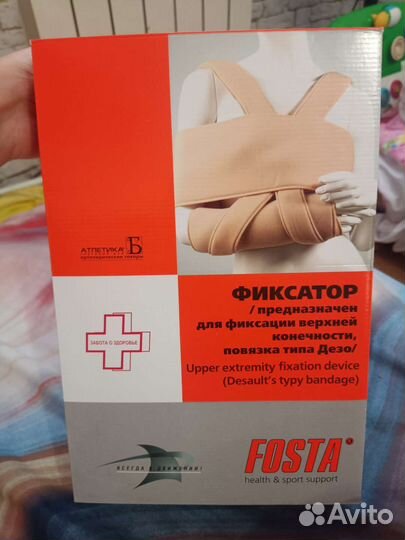 АТЛЕТИКА Б
ортопедические товары
ФИКСАТОР
/ предназначен
для фиксации верхней
конечности,
повязка типа Дезо/
Upper extremity fixation device
(Desault's typy bandage)
ЗАБОТА О ЗДОРОВЬЕ
ВСЕГДА В ДВИЖЕНИИ!
FOSTA®
health & sport support
Avito